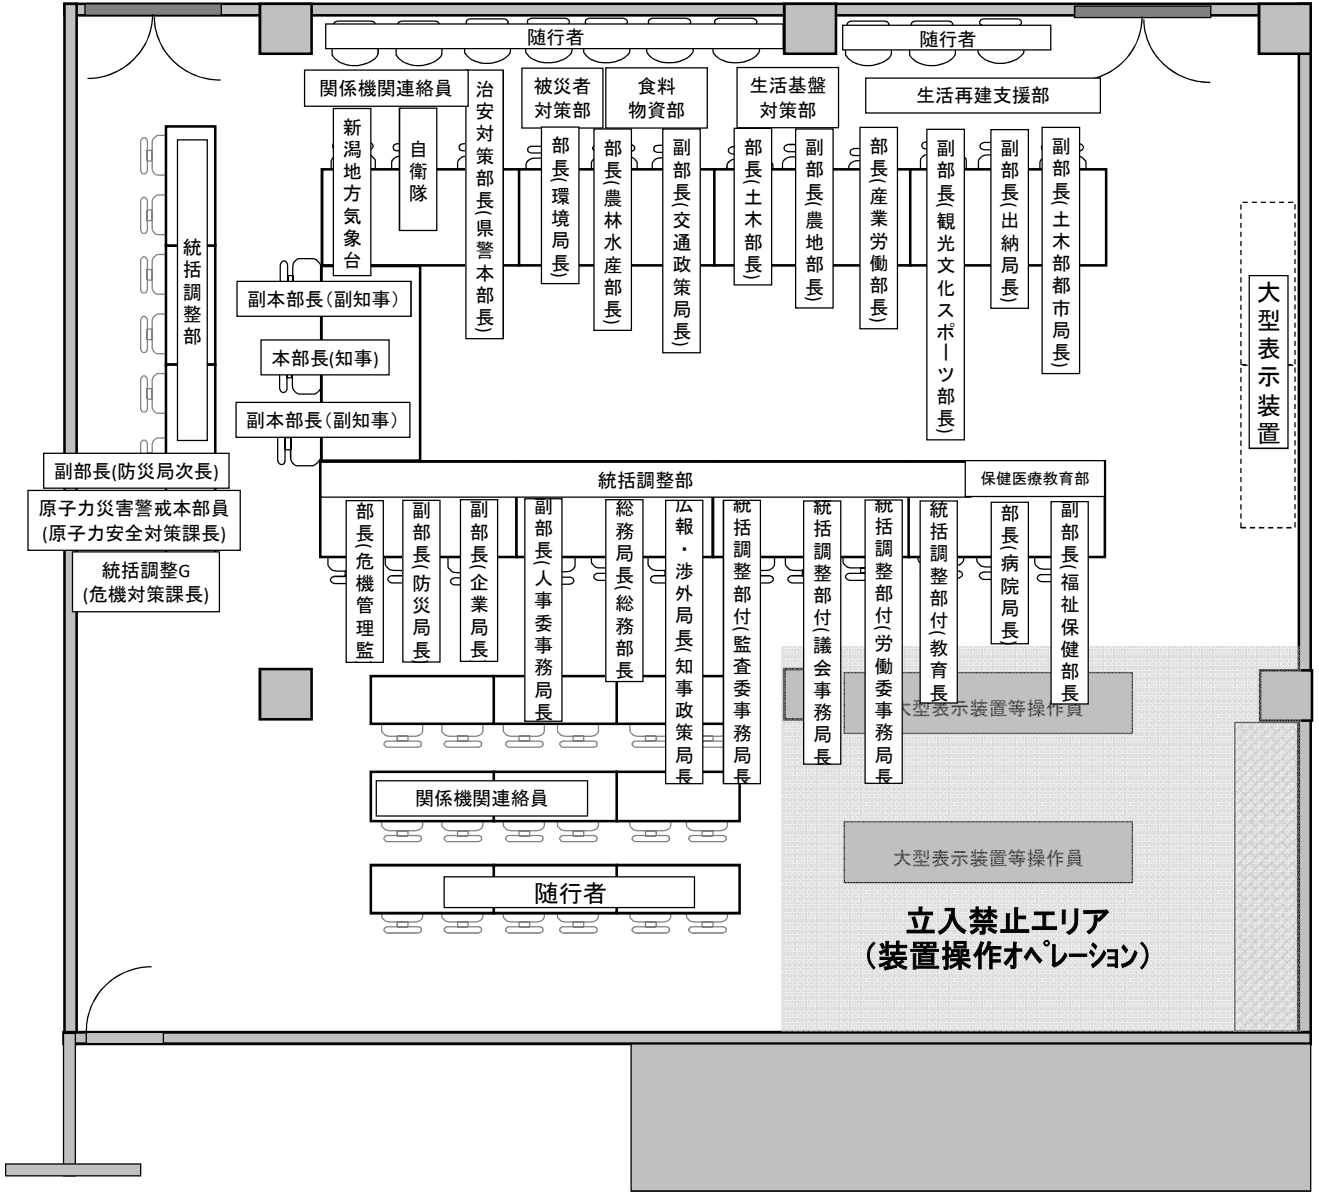 随行者
随行者
関係機関連絡員
治安対策部長(県警本部長)
被災者
対策部
食料
物資部
生活基盤
対策部
生活再建支援部
新潟地方気象台
自衛隊
部長(環境局長)
部長(農林水産部長)
副部長(交通政策局長)
部長(土木部長)
副部長(農地部長)
部長(産業労働部長)
副部長(観光文化スポーツ部長)
副部長(出納局長)
副部長(土木部都市局長)
統括調整部
副本部長(副知事)
本部長(知事)
副本部長(副知事)
大型表示装置
副部長(防災局次長)
原子力災害警戒本部員
(原子力安全対策課長)
統括調整G
(危機対策課長)
統括調整部
保健医療教育部
部長(危機管理監
副部長(防災局長)
副部長(企業局長)
副部長(人事委事務局長
総務局長(総務部長
広報・渉外局長(知事政策局長
統括調整部付(監査委事務局長
統括調整部付(議会事務局長
統括調整部付(労働委事務局長
統括調整部付(教育長
部長(病院局長)
副部長(福祉保健部長
大型表示装置等操作員
関係機関連絡員
大型表示装置等操作員
随行者
立入禁止エリア
(装置操作オペレーション)